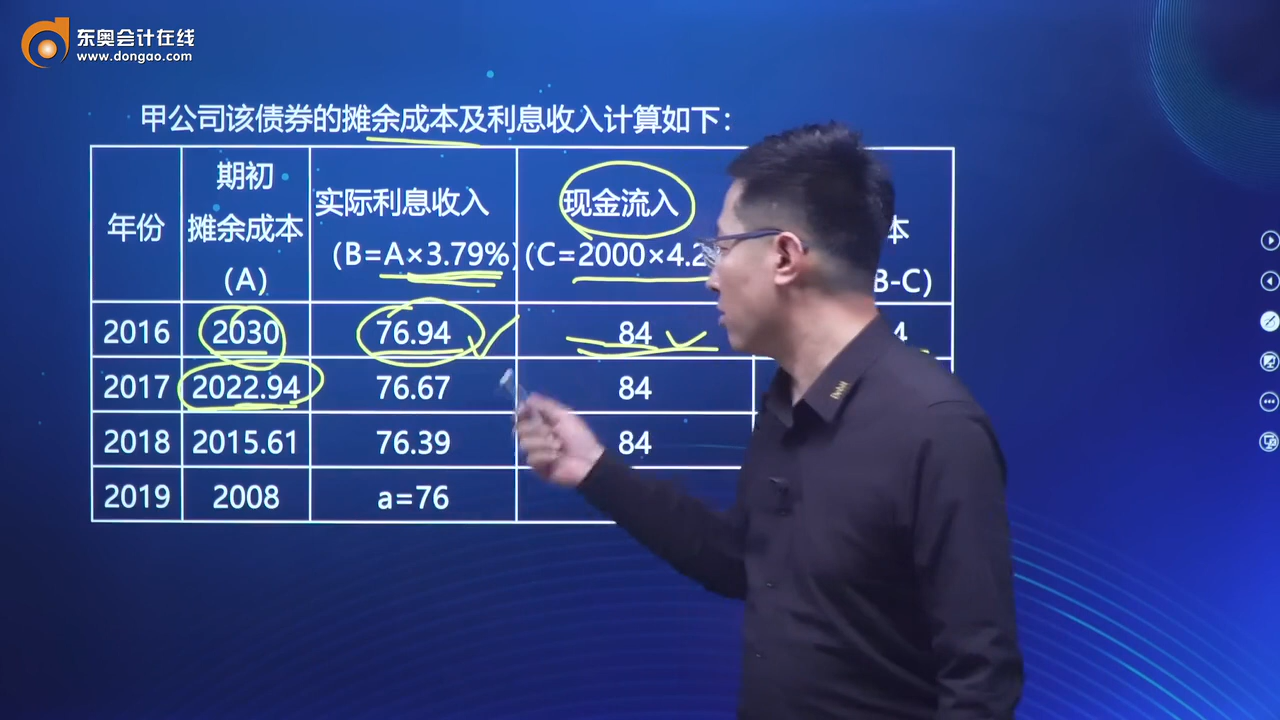 东奥会计在线
www.dongao.com
甲公司该债券的摊余成本及利息收入计算如下：
年份
期初
摊余成本
(A)
实际利息收入
(B=A×3.79%)
现金流入
(C=2000×4.2
本
B-C)
2016 2030 76.94 84 4
2017 2022.94 76.67 84
2018 2015.61 76.39 84
2019 2008 a=76